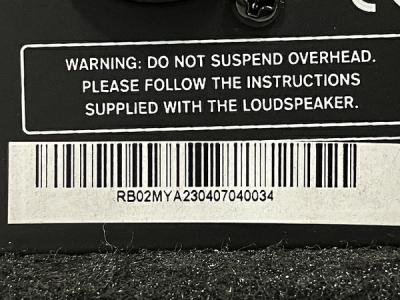 WARNING: DO NOT SUSPEND OVERHEAD.
PLEASE FOLLOW THE INSTRUCTIONS
SUPPLIED WITH THE LOUDSPEAKER.
RB02MYA230407040034